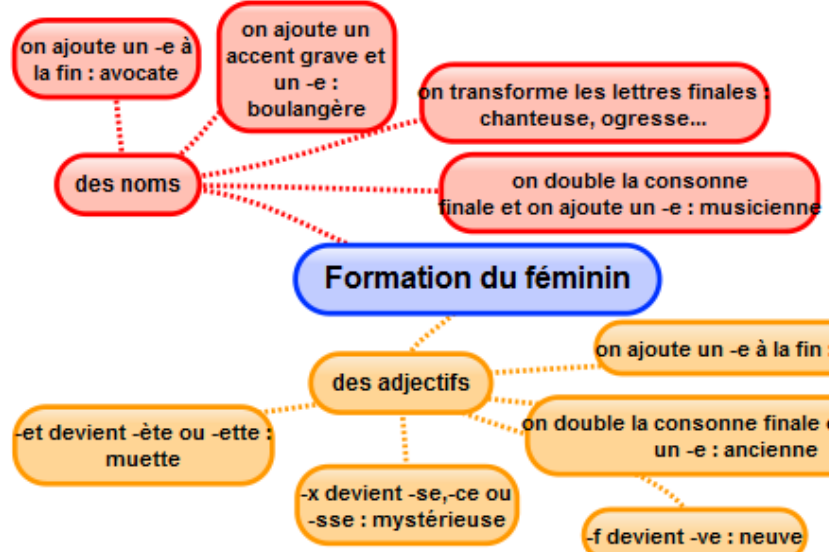 on ajoute un -e à
la fin : avocate
on ajoute un
accent grave et
un -e :
boulangère
on transforme les lettres finales :
chanteuse, ogresse...
des noms
on double la consonne
finale et on ajoute un -e : musicienne
Formation du féminin
des adjectifs
on ajoute un -e à la fin :
-et devient -ète ou -ette :
muette
on double la consonne finale
un -e : ancienne
-x devient -se,-ce ou
-sse : mystérieuse
-f devient -ve : neuve